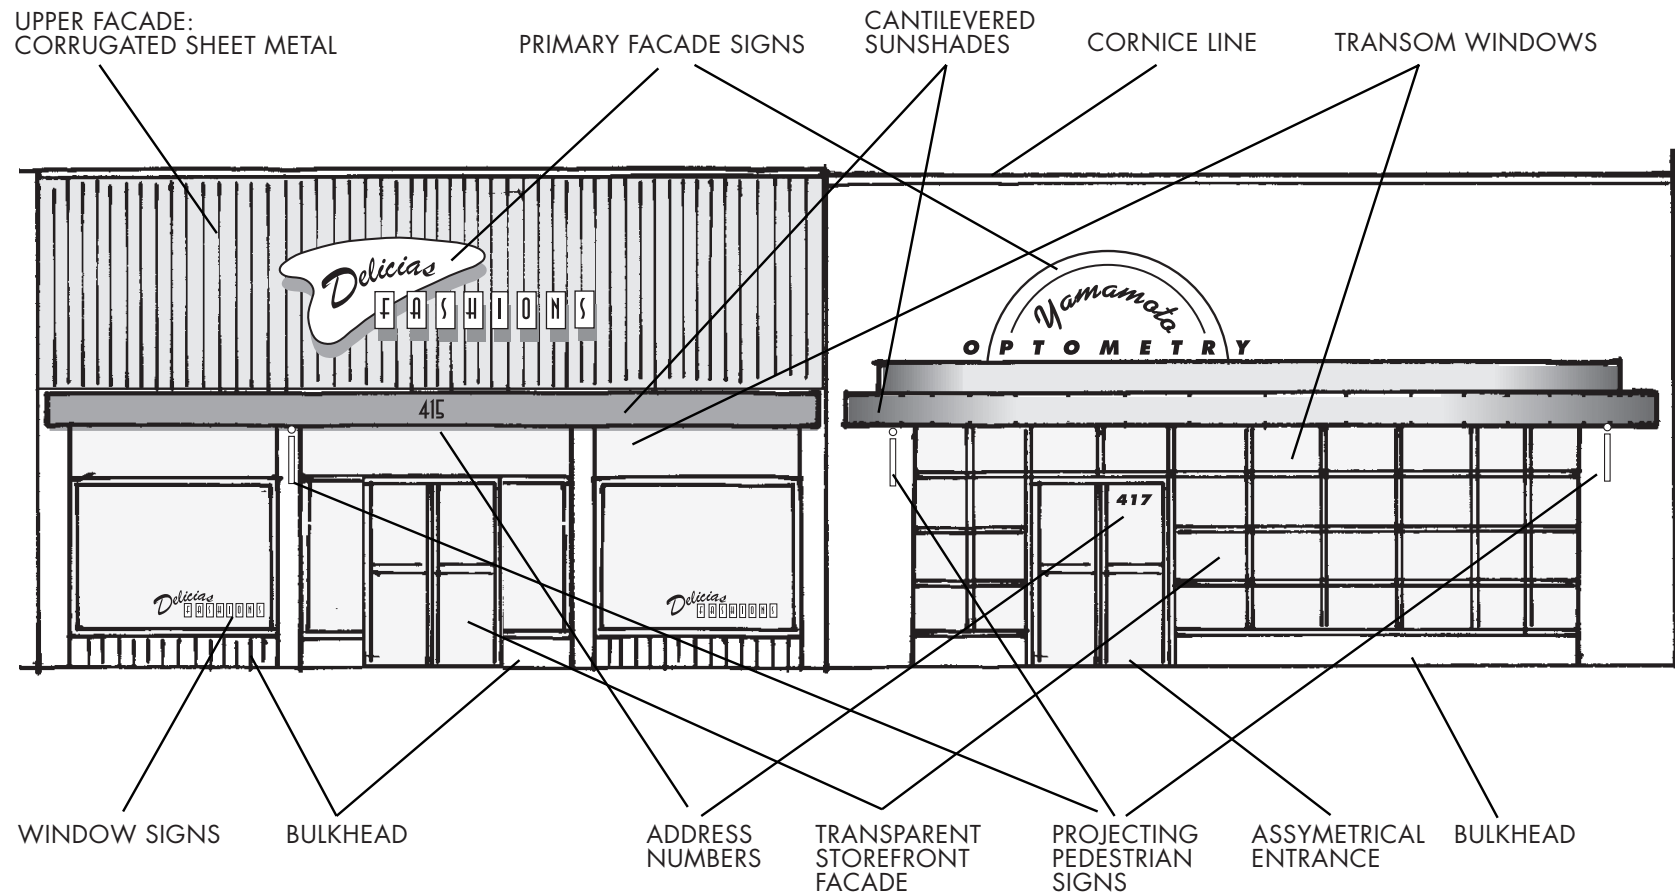 UPPER FACADE:
CORRUGATED SHEET METAL
PRIMARY FACADE SIGNS
CANTILEVERED
SUNSHADES
CORNICE LINE
TRANSOM WINDOWS
Delicias
FASHIONS
Yamamoto
OPTOMETRY
415
417
Delicias
FASHIONS
Delicias
FASHIONS
WINDOW SIGNS
BULKHEAD
ADDRESS
NUMBERS
TRANSPARENT
STOREFRONT
FACADE
PROJECTING
PEDESTRIAN
SIGNS
ASSYMETRICAL
ENTRANCE
BULKHEAD